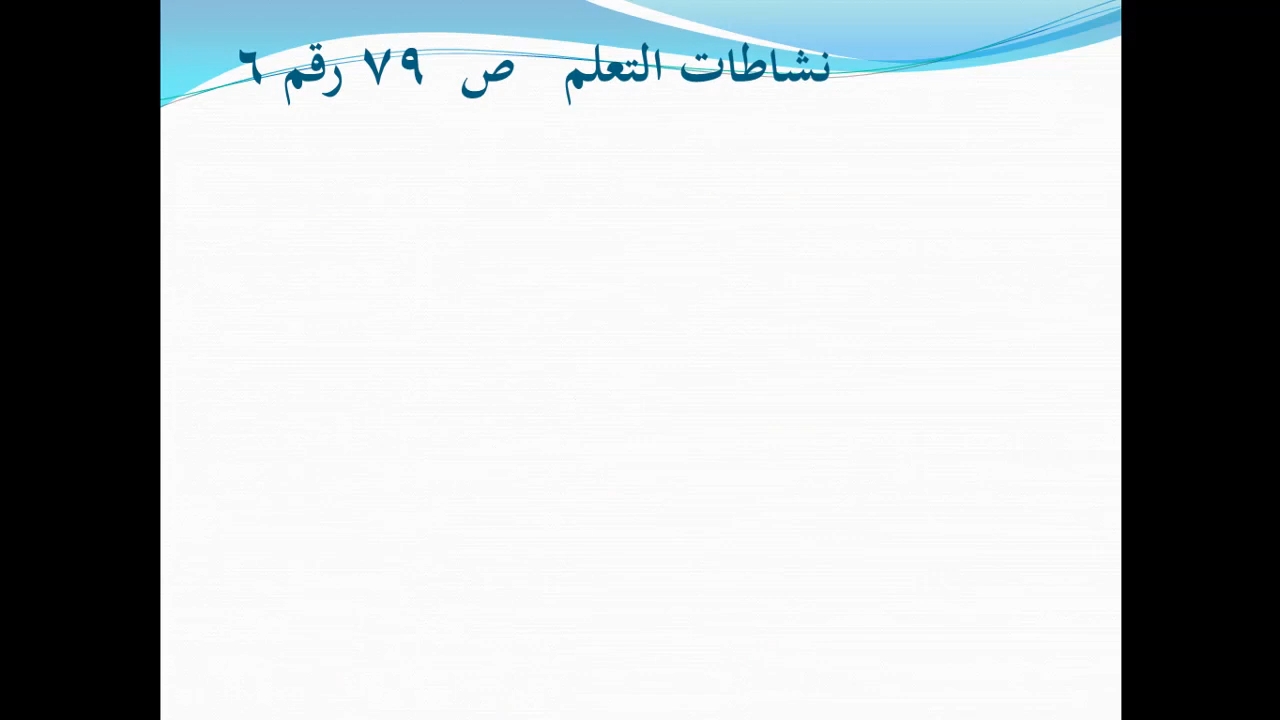 نشاطات التعلم ص ٧٩ رقم ٦